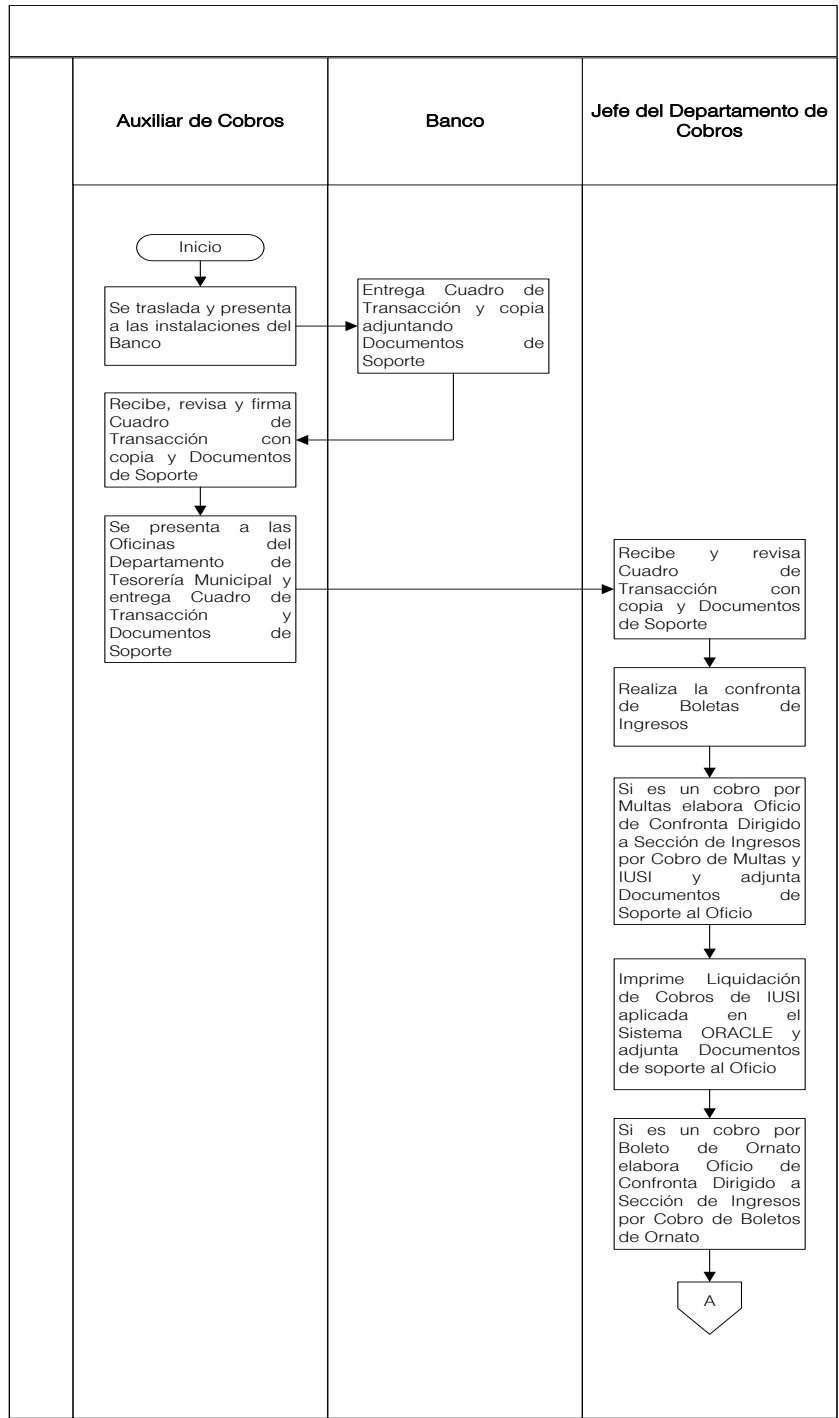 Auxiliar de Cobros
Banco
Jefe del Departamento de
Cobros
Inicio
Se traslada y presenta
a las instalaciones del
Banco
Entrega Cuadro de
Transacción y copia
adjuntando
Documentos de
Soporte
Recibe, revisa y firma
Cuadro de
Transacción con
copia y Documentos
de Soporte
Se presenta a las
Oficinas del
Departamento de
Tesorería Municipal y
entrega Cuadro de
Transacción y
Documentos de
Soporte
Recibe y revisa
Cuadro de
Transacción con
copia y Documentos
de Soporte
Realiza la confronta
de Boletas de
Ingresos
Si es un cobro por
Multas elabora Oficio
de Confronta Dirigido
a Sección de Ingresos
por Cobro de Multas y
IUSI y adjunta
Documentos de
Soporte al Oficio
Imprime Liquidación
de Cobros de IUSI
aplicada en el
Sistema ORACLE y
adjunta Documentos
de soporte al Oficio
Si es un cobro por
Boleto de Ornato
elabora Oficio de
Confronta Dirigido a
Sección de Ingresos
por Cobro de Boletos
de Ornato
A